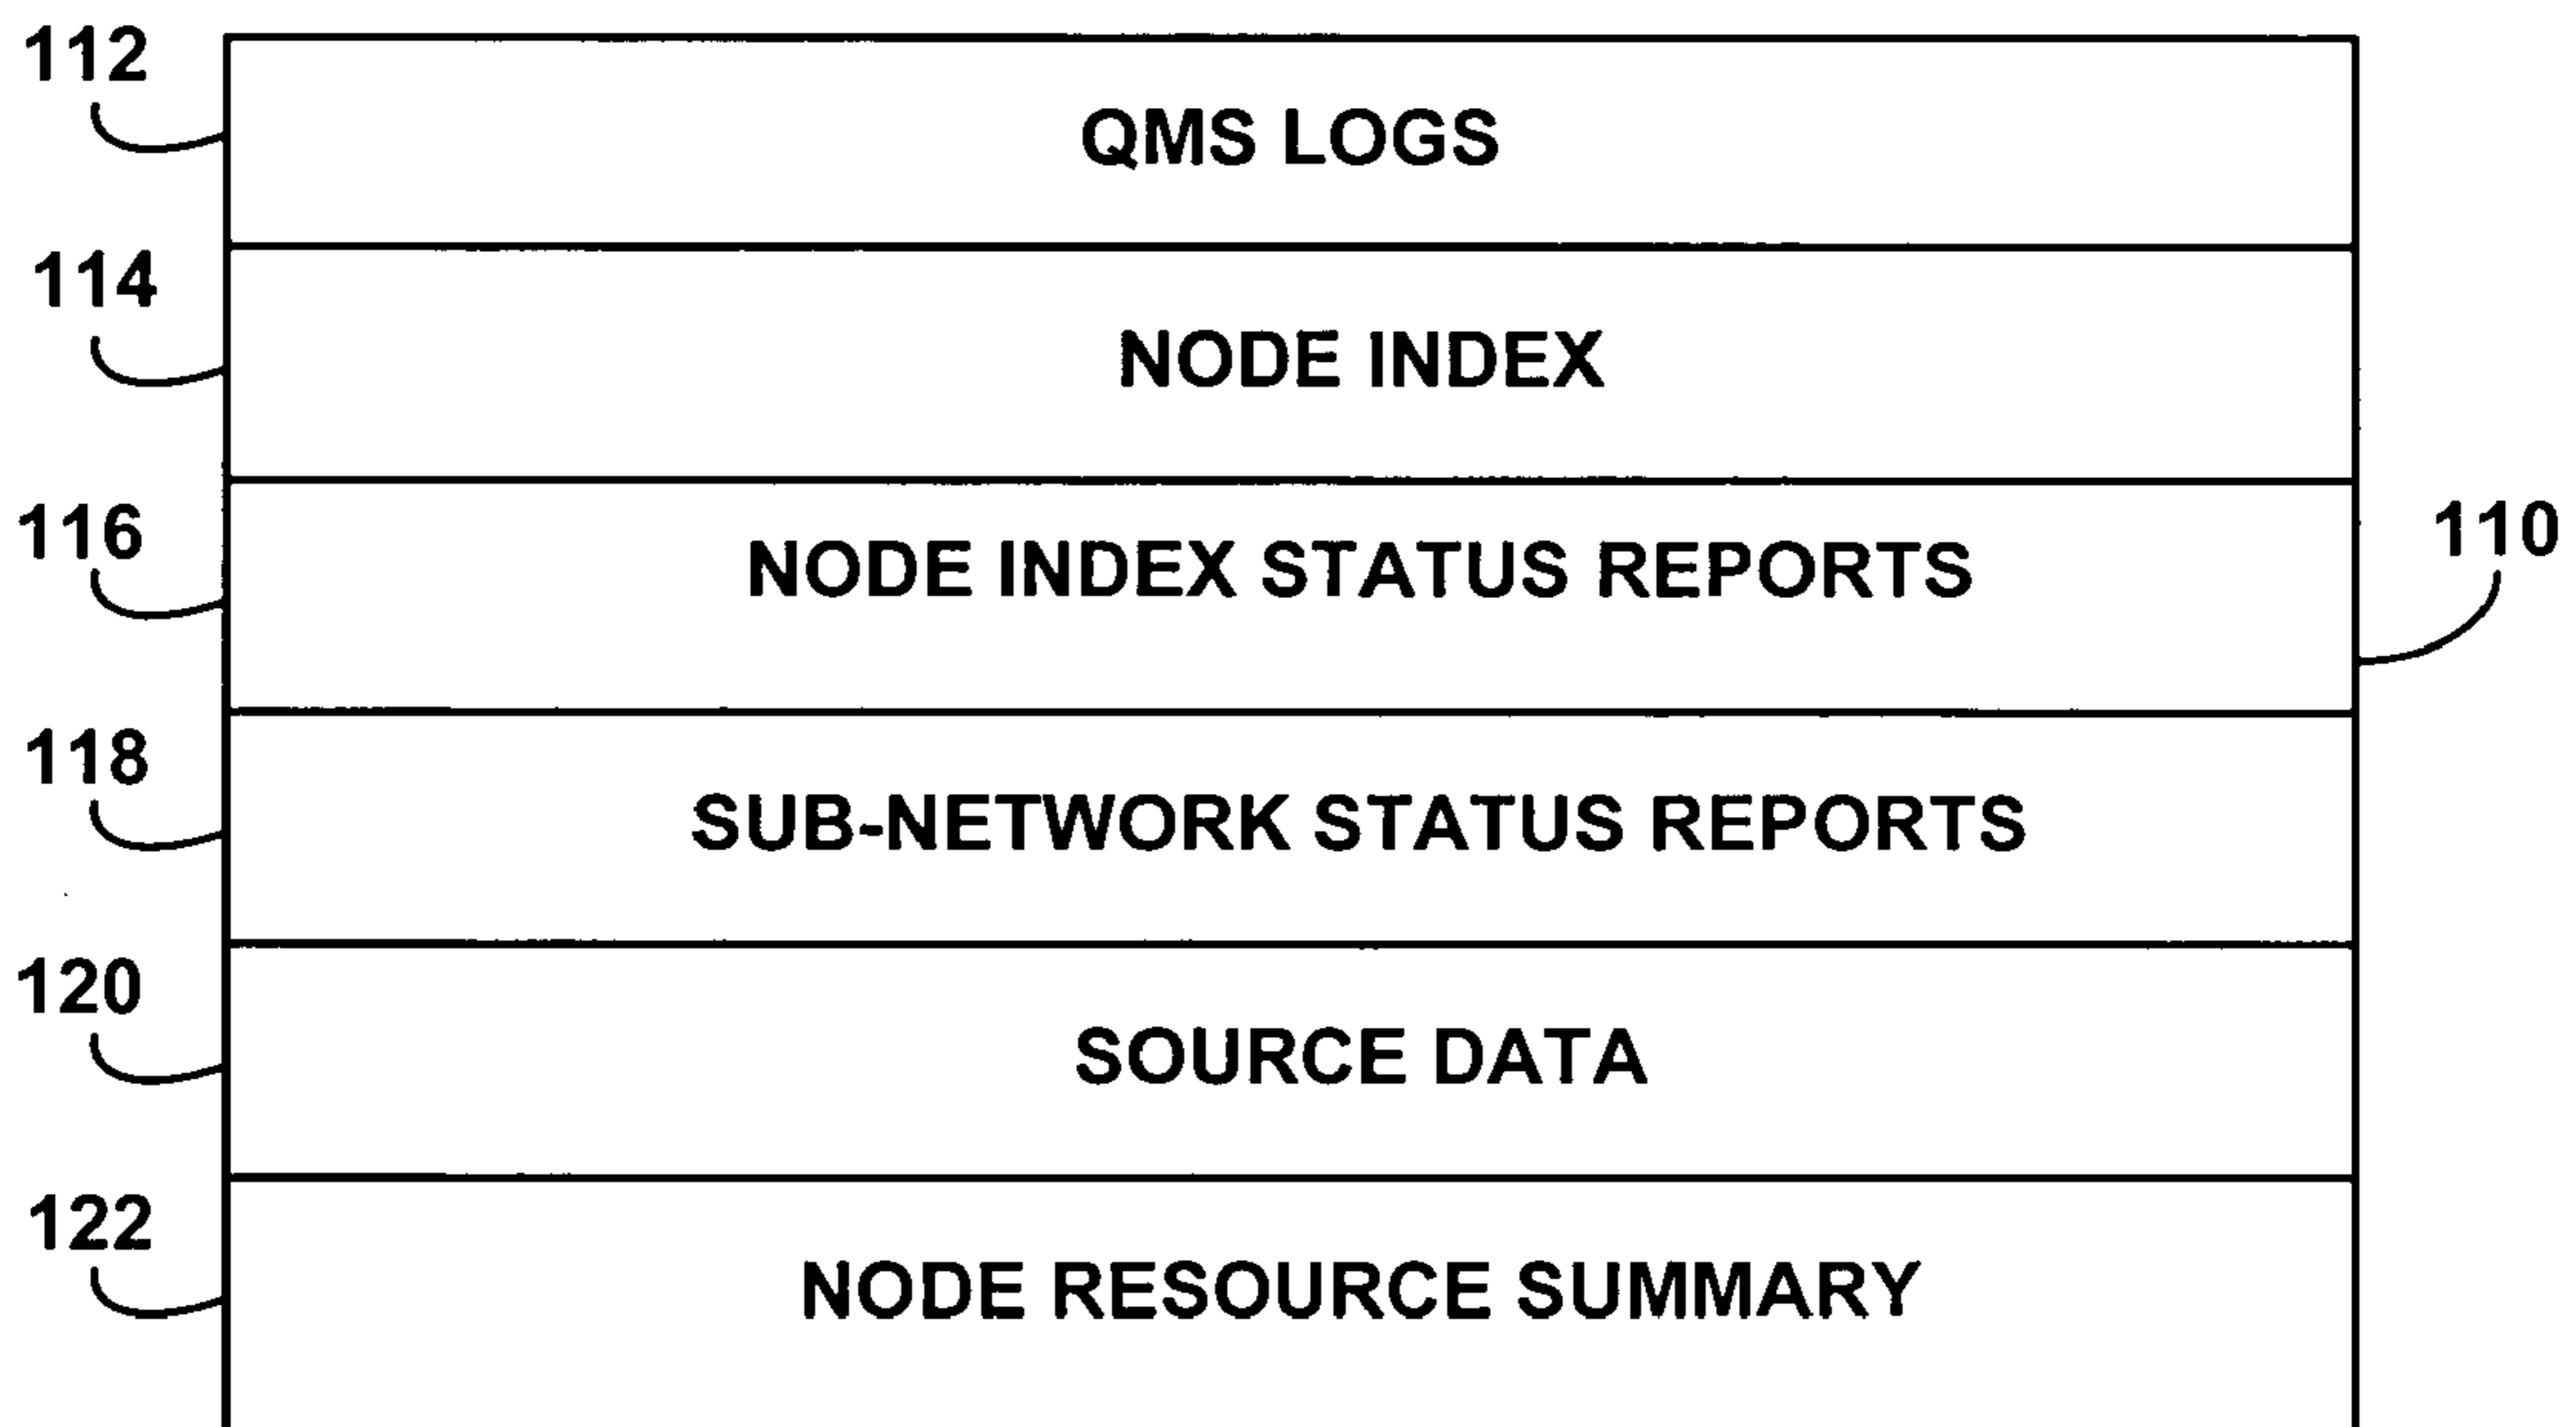 112
QMS LOGS
114
NODE INDEX
116
110
NODE INDEX STATUS REPORTS
118
SUB-NETWORK STATUS REPORTS
120
SOURCE DATA
122
NODE RESOURCE SUMMARY